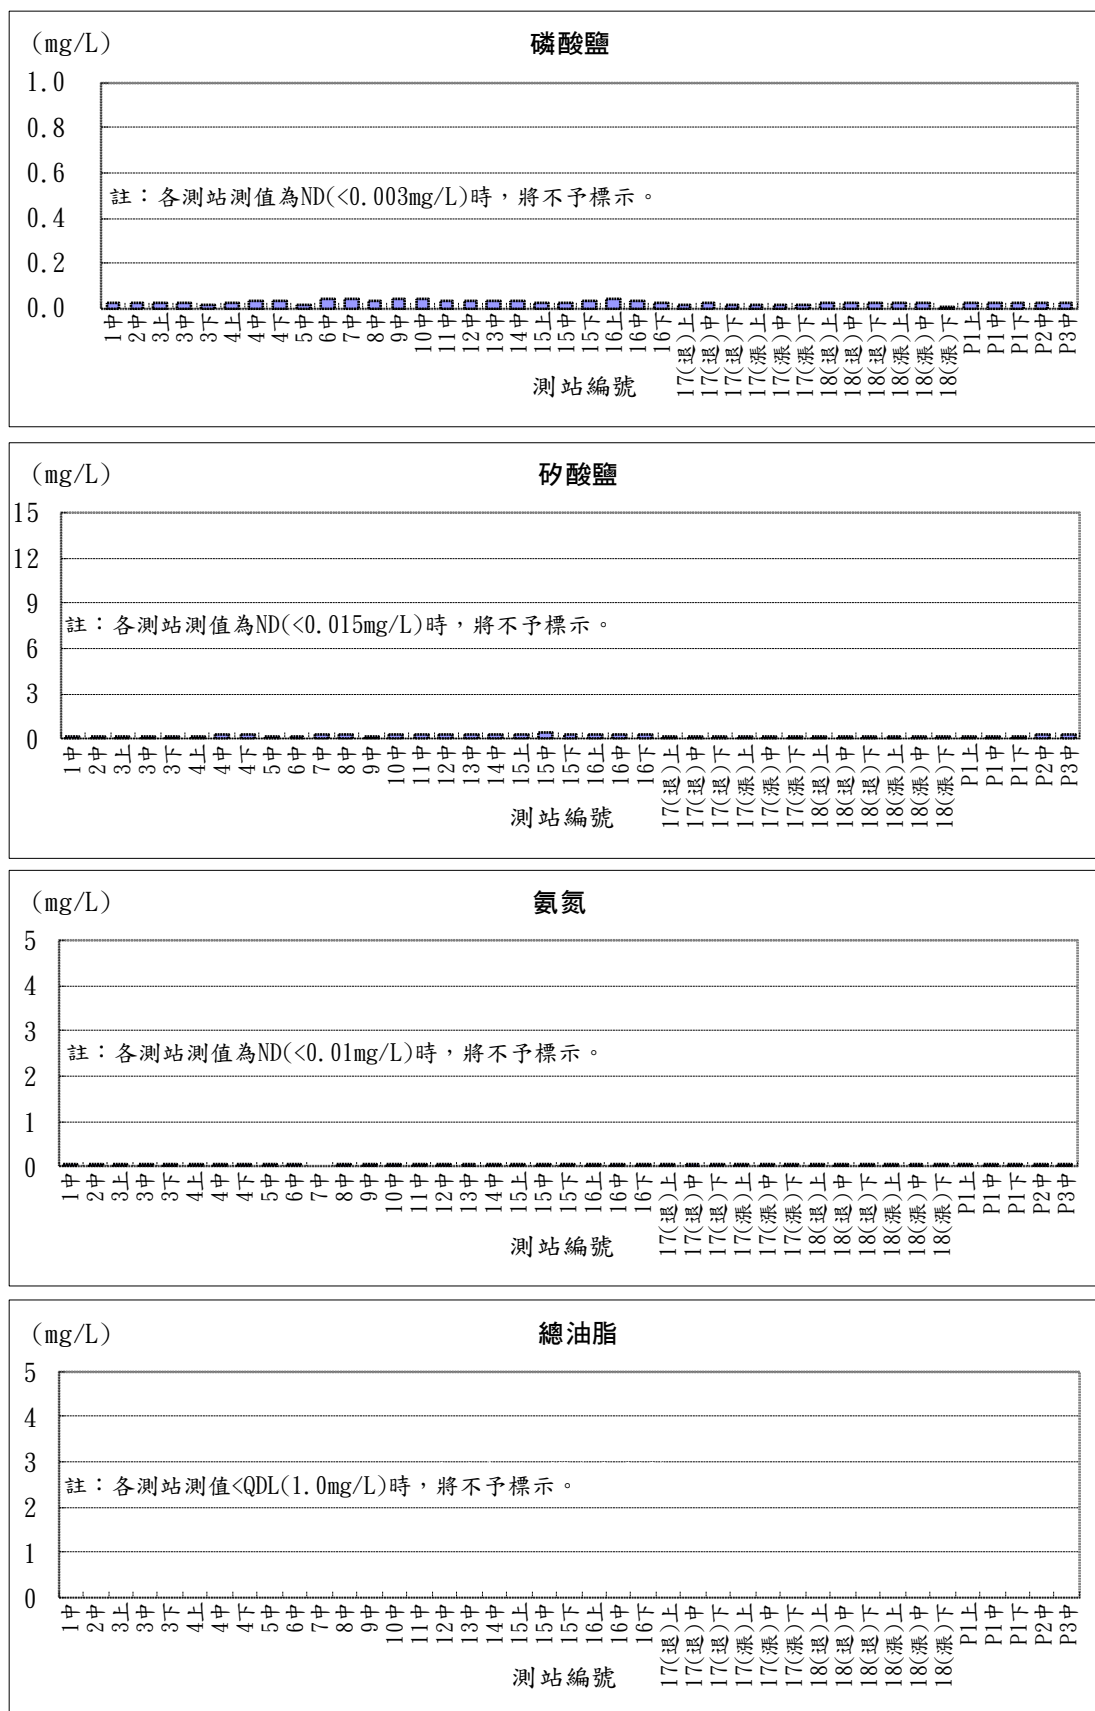 (mg/L)
磷酸鹽
1.0
0.8
0.6
註：各測站測值為ND(<0.003mg/L)時，將不予標示。
0.4
0.2
0.0
1中 2中 3上 3中 3下 4上 4中 4下 5中 6中 7中 8中 9中 10中 11中 12中 13中 14中 15上 15中 15下 16上 16中 16下 17(退)上 17(退)中 17(退)下 17(漲)上 17(漲)中 17(漲)下 18(退)上 18(退)中 18(退)下 18(漲)上 18(漲)中 18(漲)下 P1上 P1中 P1下 P2中 P3中
測站編號
(mg/L)
矽酸鹽
15
12
9
註：各測站測值為ND(<0.015mg/L)時，將不予標示。
6
3
0
1中 2中 3上 3中 3下 4上 4中 4下 5中 6中 7中 8中 9中 10中 11中 12中 13中 14中 15上 15中 15下 16上 16中 16下 17(退)上 17(退)中 17(退)下 17(漲)上 17(漲)中 17(漲)下 18(退)上 18(退)中 18(退)下 18(漲)上 18(漲)中 18(漲)下 P1上 P1中 P1下 P2中 P3中
測站編號
(mg/L)
氨氮
5
4
3
註：各測站測值為ND(<0.01mg/L)時，將不予標示。
2
1
0
1中 2中 3上 3中 3下 4上 4中 4下 5中 6中 7中 8中 9中 10中 11中 12中 13中 14中 15上 15中 15下 16上 16中 16下 17(退)上 17(退)中 17(退)下 17(漲)上 17(漲)中 17(漲)下 18(退)上 18(退)中 18(退)下 18(漲)上 18(漲)中 18(漲)下 P1上 P1中 P1下 P2中 P3中
測站編號
(mg/L)
總油脂
5
4
3
註：各測站測值<QDL(1.0mg/L)時，將不予標示。
2
1
0
1中 2中 3上 3中 3下 4上 4中 4下 5中 6中 7中 8中 9中 10中 11中 12中 13中 14中 15上 15中 15下 16上 16中 16下 17(退)上 17(退)中 17(退)下 17(漲)上 17(漲)中 17(漲)下 18(退)上 18(退)中 18(退)下 18(漲)上 18(漲)中 18(漲)下 P1上 P1中 P1下 P2中 P3中
測站編號